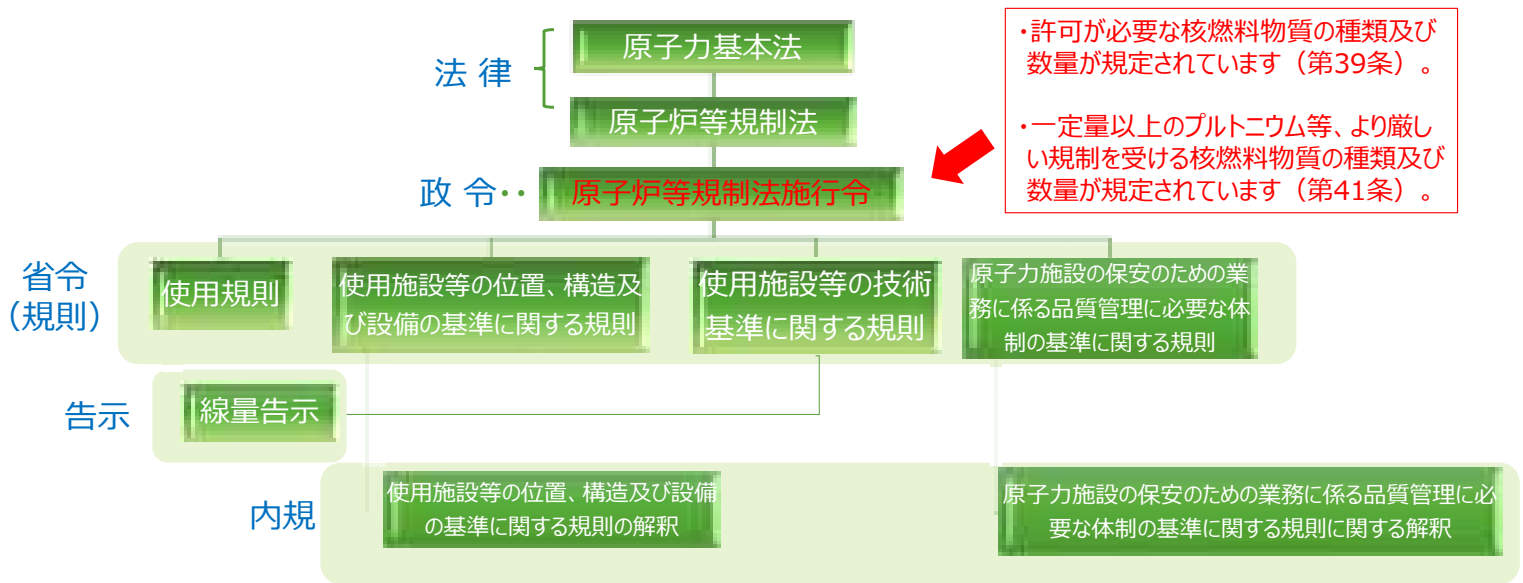 原子力基本法
法 律
原子炉等規制法
政 令‥
原子炉等規制法施行令
・許可が必要な核燃料物質の種類及び
数量が規定されています（第39条）。
・一定量以上のプルトニウム等、より厳し
い規制を受ける核燃料物質の種類及び
数量が規定されています（第41条）。
省令
（規則）
使用規則
使用施設等の位置、構造及
び設備の基準に関する規則
使用施設等の技術
基準に関する規則
原子力施設の保安のための業
務に係る品質管理に必要な体
制の基準に関する規則
告示
線量告示
内規
使用施設等の位置、構造及び設備
の基準に関する規則の解釈
原子力施設の保安のための業務に係る品質管理に必
要な体制の基準に関する規則に関する解釈